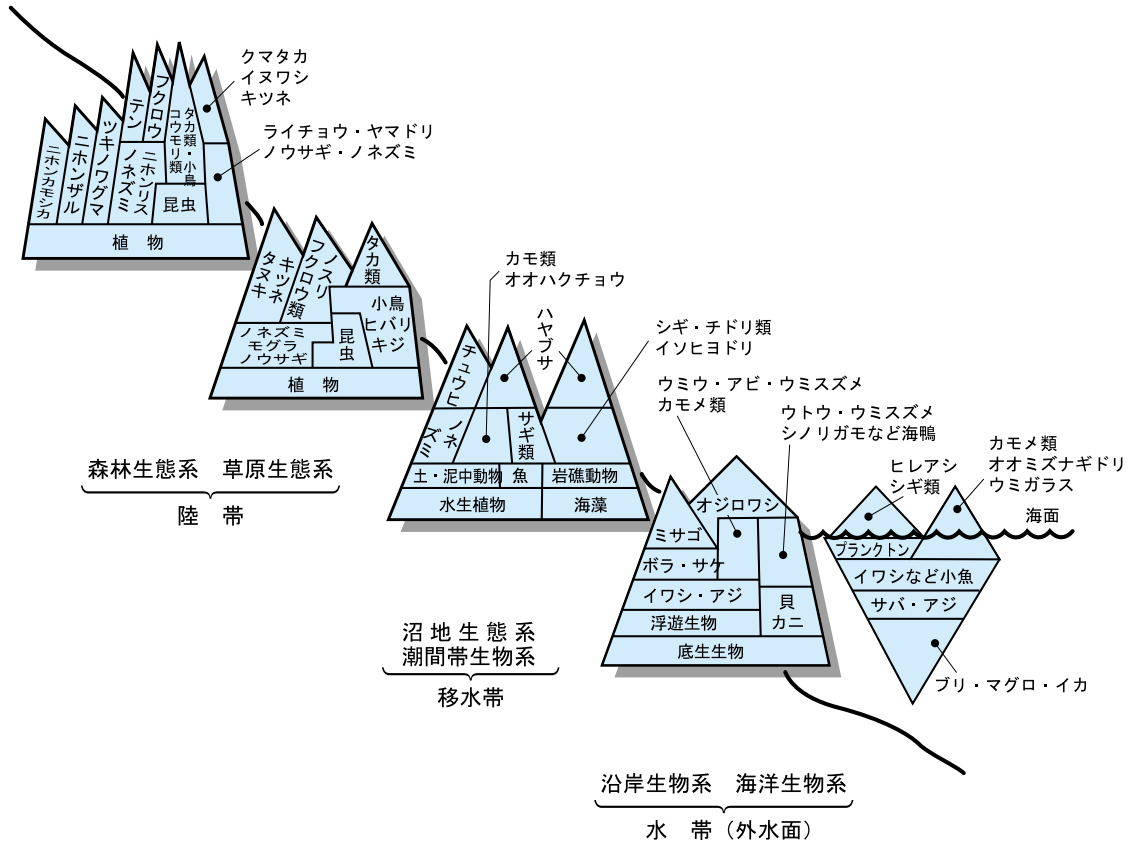 クマタカ
イヌワシ
キツネ
ライチョウ・ヤマドリ
ノウサギ・ノネズミ
ニホンカモシカ
ニホンザル
ツキノワグマ
テン
フクロウ
タカ類・小鳥
コウモリ類
ニホンリス
ノネズミ
昆虫
植 物
キツネ
タヌキ
ノスリ
フクロウ類
タカ類
小鳥
ヒバリ
キジ
昆虫
ノネズミ
モグラ
ノウサギ
植 物
カモ類
オオハクチョウ
ハヤブサ
チュウヒ
ノネズミ
サギ類
シギ・チドリ類
イソヒヨドリ
土・泥中動物
魚
岩礁動物
水生植物
海藻
ウミウ・アビ・ウミスズメ
カモメ類
ウトウ・ウミスズメ
シノリガモなど海鴨
オジロワシ
ミサゴ
ボラ・サケ
イワシ・アジ
浮遊生物
貝
カニ
底生生物
ヒレアシ
シギ類
カモメ類
オオミズナギドリ
ウミガラス
海面
プランクトン
イワシなど小魚
サバ・アジ
ブリ・マグロ・イカ
森林生態系 草原生態系
陸 帯
沼地生態系
潮間帯生物系
移水帯
沿岸生物系 海洋生物系
水 帯（外水面）